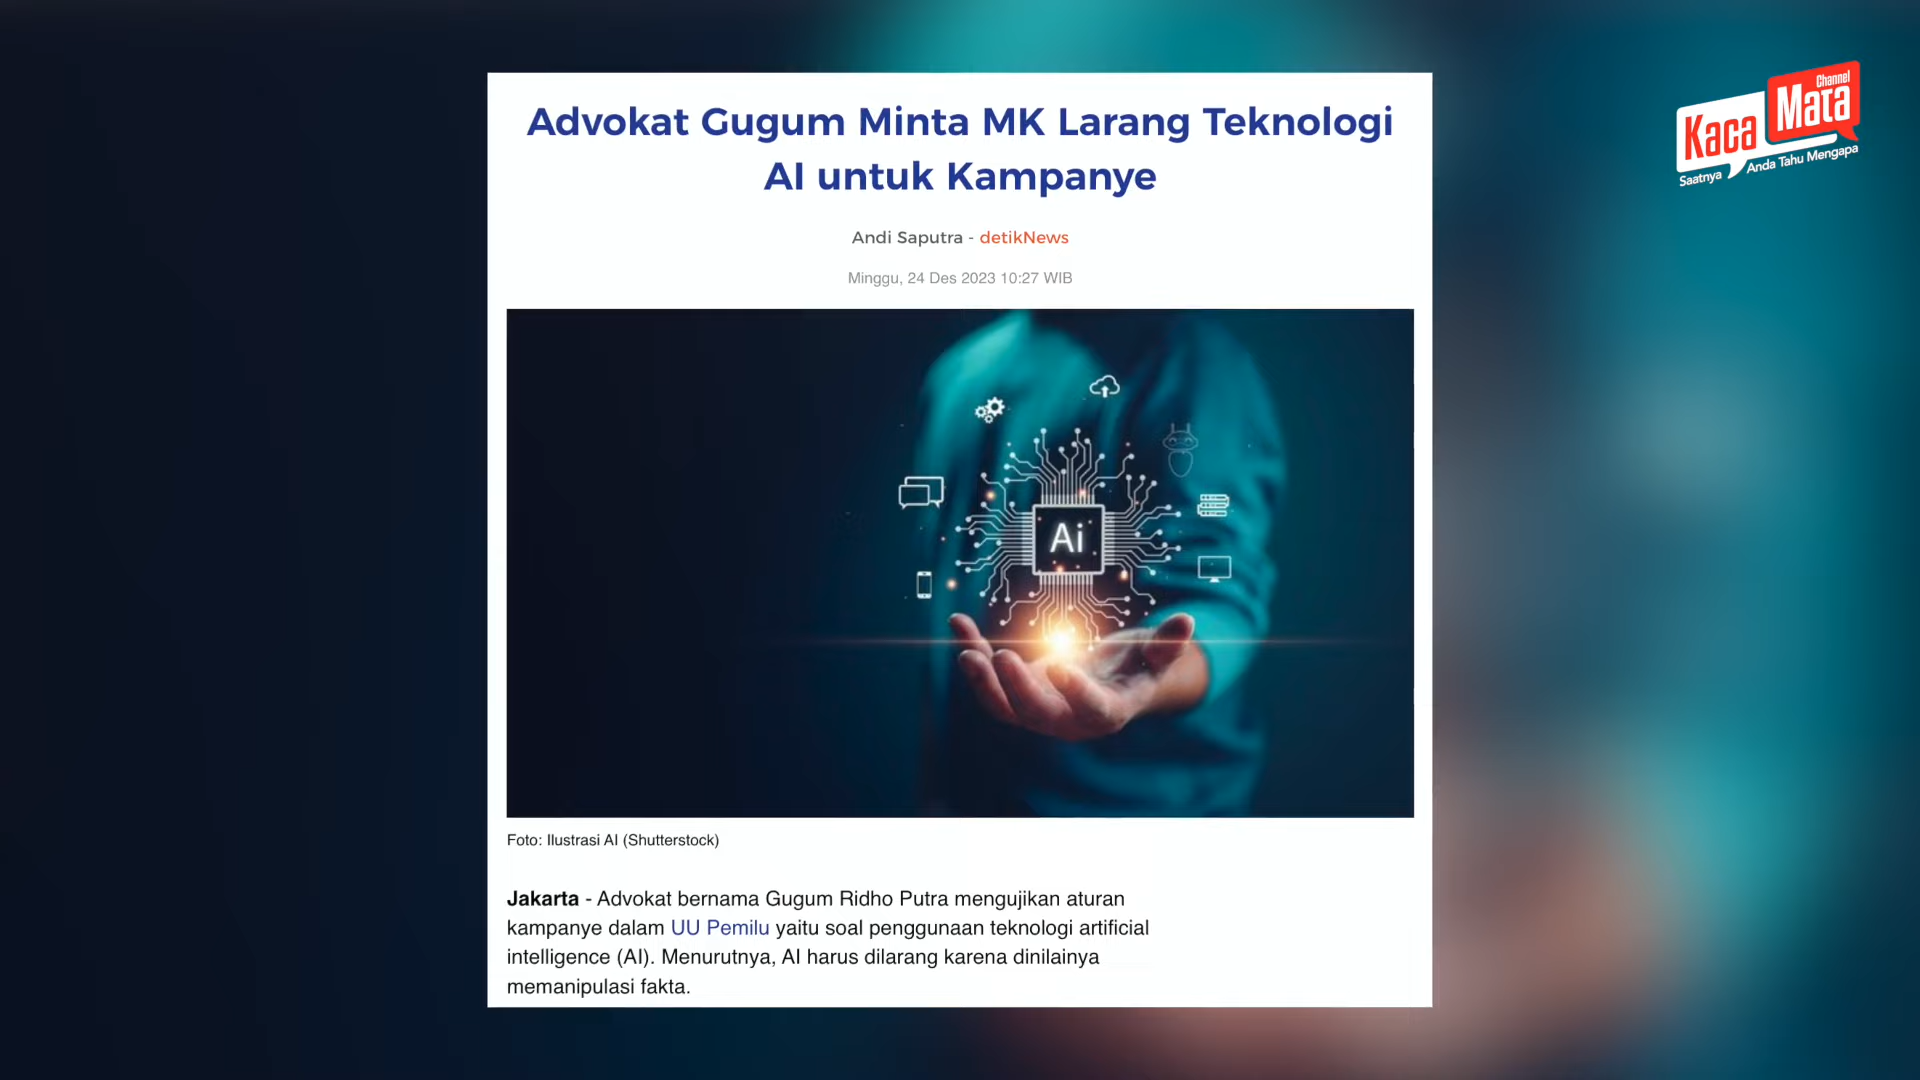 Advokat Gugum Minta MK Larang Teknologi
AI untuk Kampanye
Andi Saputra - detikNews
Minggu, 24 Des 2023 10:27 WIB
Ai
Foto: Ilustrasi AI (Shutterstock)
Jakarta - Advokat bernama Gugum Ridho Putra mengujikan aturan
kampanye dalam UU Pemilu yaitu soal penggunaan teknologi artificial
intelligence (AI). Menurutnya, AI harus dilarang karena dinilainya
memanipulasi fakta.
Channel
Kaca Mata
Saatnya Anda Tahu Mengapa